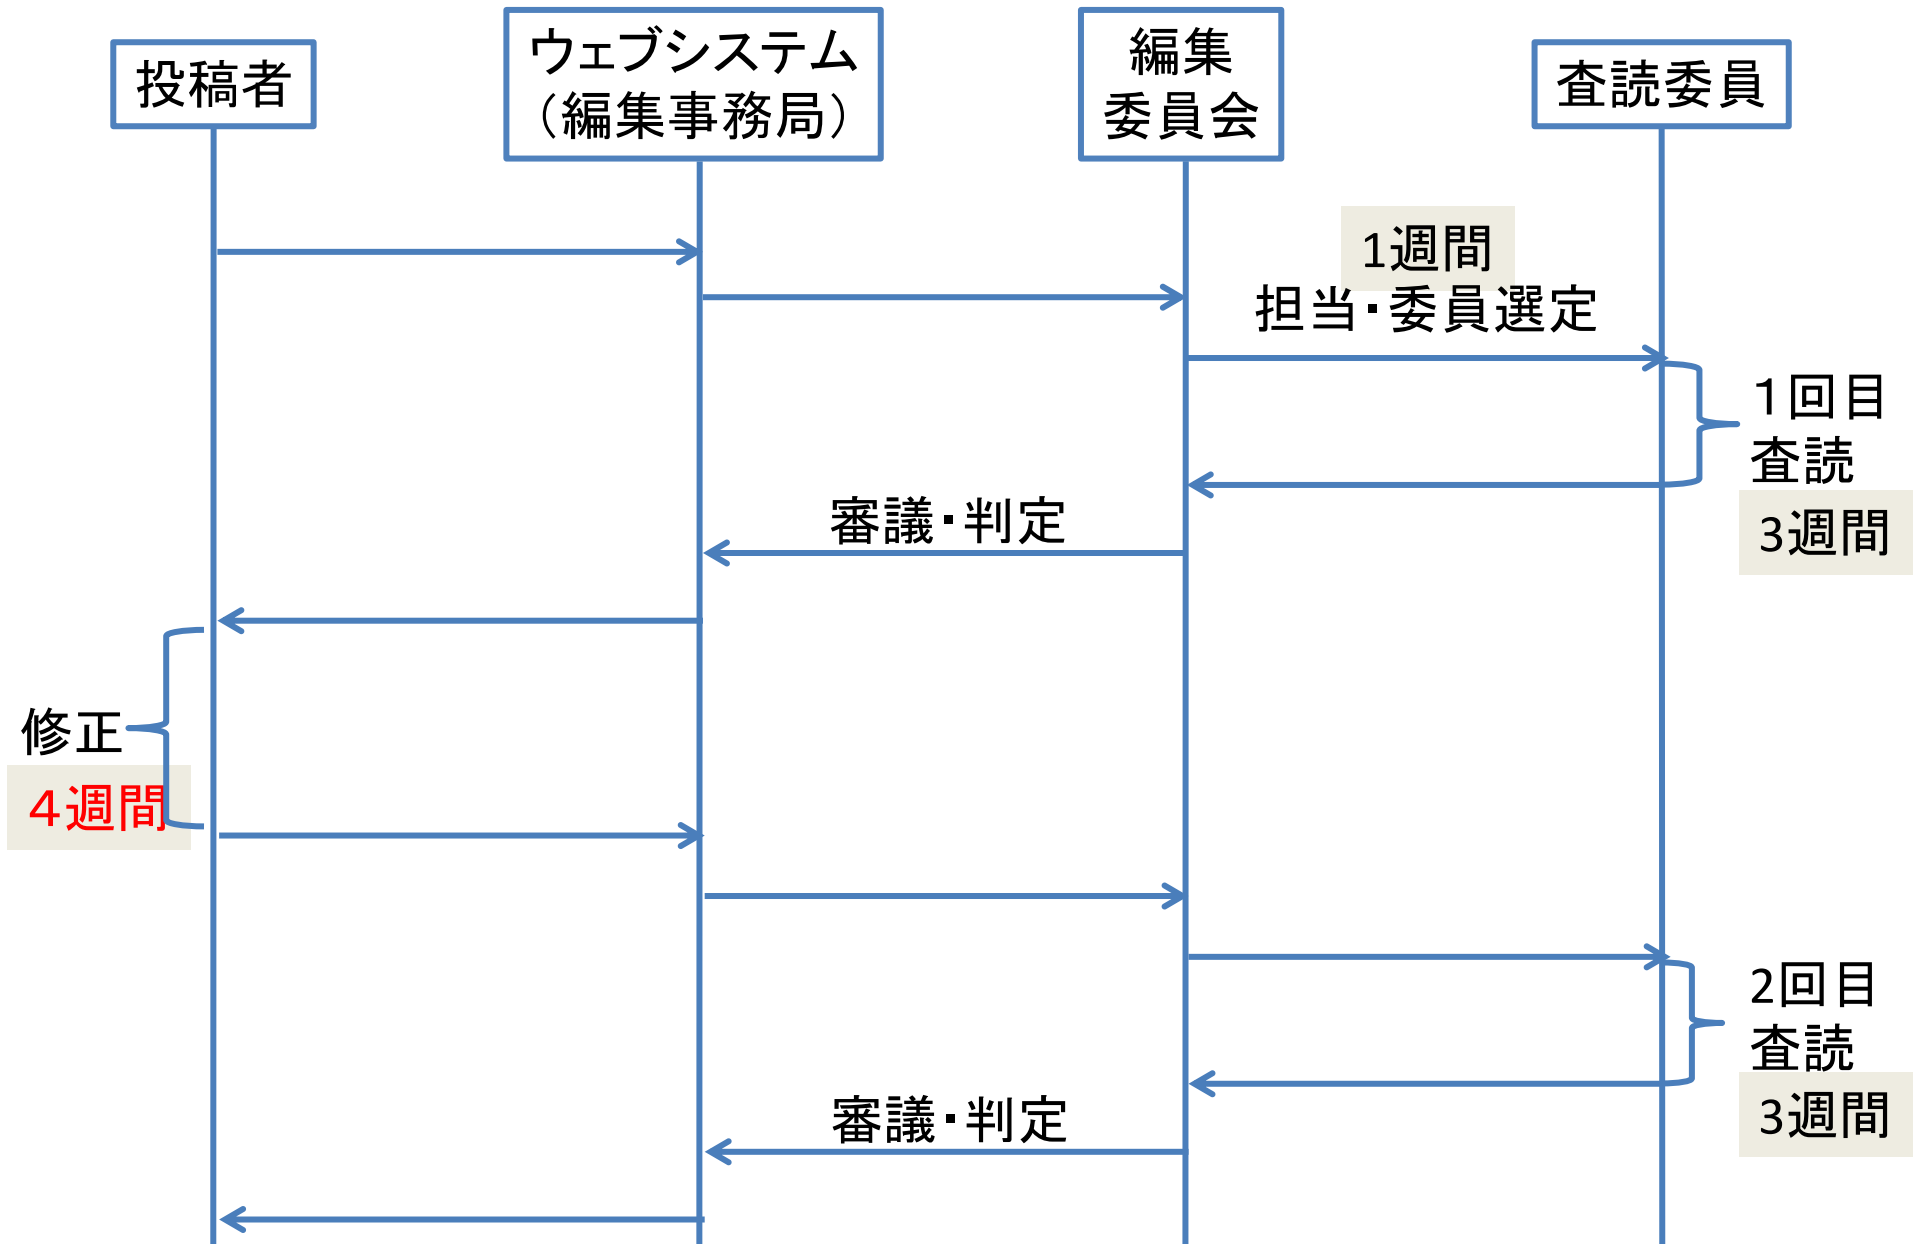 投稿者
ウェブシステム
（編集事務局）
編集
委員会
査読委員
1週間
担当・委員選定
1回目
査読
3週間
審議・判定
修正
4週間
2回目
査読
3週間
審議・判定